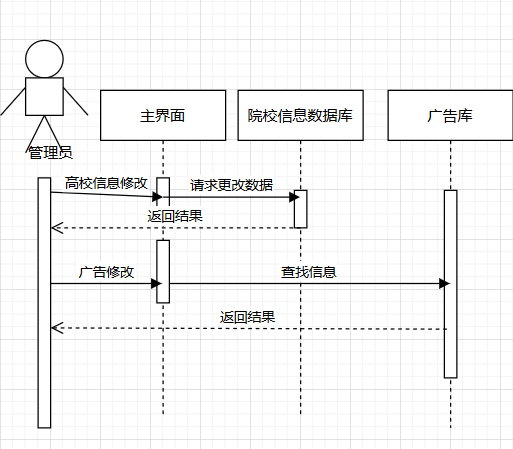 主界面
院校信息数据库
广告库
管理员
高校信息修改
请求更改数据
返回结果
广告修改
查找信息
返回结果